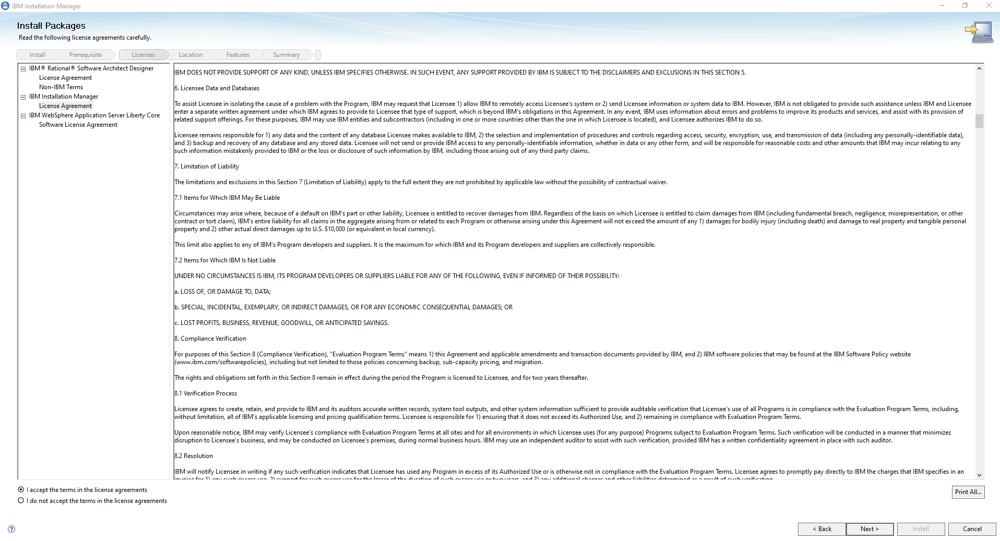 IBM Installation Manager
Install Packages
Read the following license agreements carefully.
Install
Prerequisite
Licenses
Location
Features
Summary
IBM® Rational® Software Architect Designer
License Agreement
Non-IBM Terms
IBM Installation Manager
License Agreement
IBM WebSphere Application Server Liberty Core
Software License Agreement
IBM DOES NOT PROVIDE SUPPORT OF ANY KIND, UNLESS IBM SPECIFIES OTHERWISE. IN SUCH EVENT, ANY SUPPORT PROVIDED BY IBM IS SUBJECT TO THE DISCLAIMERS AND EXCLUSIONS IN THIS SECTION 5.
6. Licensee Data and Databases
To assist Licensee in isolating the cause of a problem with the Program, IBM may request that Licensee 1) allow IBM to remotely access Licensee's system or 2) send Licensee information or system data to IBM. However, IBM is not obligated to provide such assistance unless IBM and Licensee
enter a separate written agreement under which IBM agrees to provide to Licensee that type of support, which is beyond IBM's obligations in this Agreement. In any event, IBM uses information about errors and problems to improve its products and services, and assist with its provision of
related support offerings. For these purposes, IBM may use IBM entities and subcontractors (including in one or more countries other than the one in which Licensee is located), and Licensee authorizes IBM to do so.
Licensee remains responsible for 1) any data and the content of any database Licensee makes available to IBM, 2) the selection and implementation of procedures and controls regarding access, security, encryption, use, and transmission of data (including any personally-identifiable data),
and 3) backup and recovery of any database and any stored data. Licensee will not send or provide IBM access to any personally-identifiable information, whether in data or any other form, and will be responsible for reasonable costs and other amounts that IBM may incur relating to any
such information mistakenly provided to IBM or the loss or disclosure of such information by IBM, including those arising out of any third party claims.
7. Limitation of Liability
The limitations and exclusions in this Section 7 (Limitation of Liability) apply to the full extent they are not prohibited by applicable law without the possibility of contractual waiver.
7.1 Items for Which IBM May Be Liable
Circumstances may arise where, because of a default on IBM's part or other liability, Licensee is entitled to recover damages from IBM. Regardless of the basis on which Licensee is entitled to claim damages from IBM (including fundamental breach, negligence, misrepresentation, or other
contract or tort claim), IBM's entire liability for all claims in the aggregate arising from or related to each Program or otherwise arising under this Agreement will not exceed the amount of any 1) damages for bodily injury (including death) and damage to real property and tangible personal
property and 2) other actual direct damages up to U.S. $10,000 (or equivalent in local currency).
This limit also applies to any of IBM's Program developers and suppliers. It is the maximum for which IBM and its Program developers and suppliers are collectively responsible.
7.2 Items for Which IBM Is Not Liable
UNDER NO CIRCUMSTANCES IS IBM, ITS PROGRAM DEVELOPERS OR SUPPLIERS LIABLE FOR ANY OF THE FOLLOWING, EVEN IF INFORMED OF THEIR POSSIBILITY:
a. LOSS OF, OR DAMAGE TO, DATA;
b. SPECIAL, INCIDENTAL, EXEMPLARY, OR INDIRECT DAMAGES, OR FOR ANY ECONOMIC CONSEQUENTIAL DAMAGES; OR
c. LOST PROFITS, BUSINESS, REVENUE, GOODWILL, OR ANTICIPATED SAVINGS.
8. Compliance Verification
For purposes of this Section 8 (Compliance Verification), "Evaluation Program Terms" means 1) this Agreement and applicable amendments and transaction documents provided by IBM, and 2) IBM software policies that may be found at the IBM Software Policy website
(www.ibm.com/softwarepolicies), including but not limited to those policies concerning backup, sub-capacity pricing, and migration.
The rights and obligations set forth in this Section 8 remain in effect during the period the Program is licensed to Licensee, and for two years thereafter.
8.1 Verification Process
Licensee agrees to create, retain, and provide to IBM and its auditors accurate written records, system tool outputs, and other system information sufficient to provide auditable verification that Licensee's use of all Programs is in compliance with the Evaluation Program Terms, including,
without limitation, all of IBM's applicable licensing and pricing qualification terms. Licensee is responsible for 1) ensuring that it does not exceed its Authorized Use, and 2) remaining in compliance with Evaluation Program Terms.
Upon reasonable notice, IBM may verify Licensee's compliance with Evaluation Program Terms at all sites and for all environments in which Licensee uses (for any purpose) Programs subject to Evaluation Program Terms. Such verification will be conducted in a manner that minimizes
disruption to Licensee's business, and may be conducted on Licensee's premises, during normal business hours. IBM may use an independent auditor to assist with such verification, provided IBM has a written confidentiality agreement in place with such auditor.
8.2 Resolution
IBM will notify Licensee in writing if any such verification indicates that Licensee has used any Program in excess of its Authorized Use or is otherwise not in compliance with the Evaluation Program Terms. Licensee agrees to promptly pay directly to IBM the charges that IBM specifies in an
invoice for 1) any such excess use, 2) support for such excess use for the lesser of the duration of such excess use or two years, and 3) any additional charges and other liabilities determined as a result of such verification.
I accept the terms in the license agreements
I do not accept the terms in the license agreements
Print All...
< Back
Next >
Install
Cancel